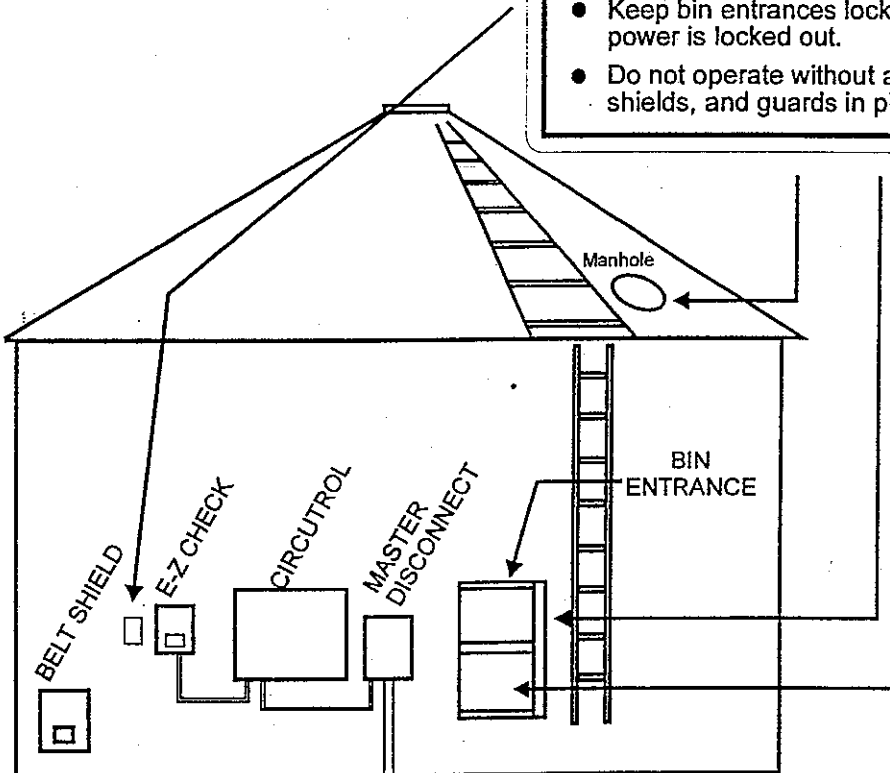 ● Keep bin entrances lock
power is locked out.
● Do not operate without a
shields, and guards in p
Manhole
BIN
ENTRANCE
BELT SHIELD
E-Z CHECK
CIRCUTROL
MASTER
DISCONNECT